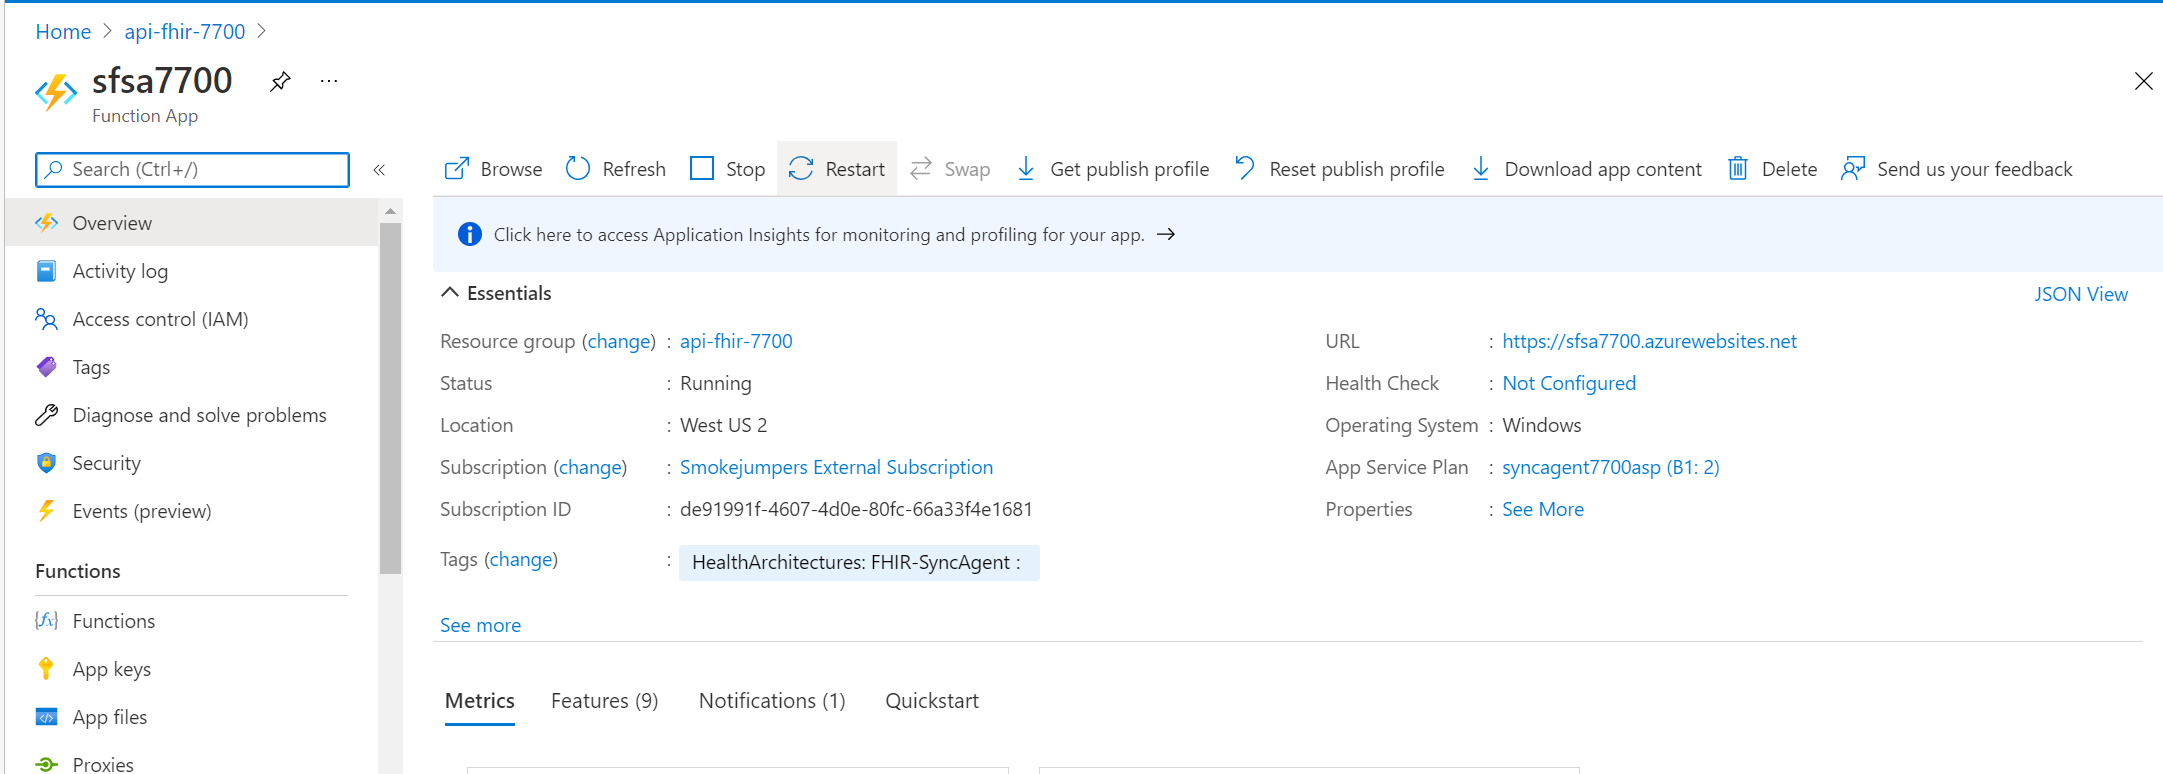 Home > api-fhir-7700 >
sfsa7700
...
Function App
Search (Ctrl+/)
«
Overview
Activity log
Access control (IAM)
Tags
Diagnose and solve problems
Security
Events (preview)
Functions
Functions
App keys
App files
Proxies
Browse Refresh Stop Restart Swap Get publish profile Reset publish profile Download app content Delete Send us your feedback
Click here to access Application Insights for monitoring and profiling for your app. →
Essentials
JSON View
Resource group (change) : api-fhir-7700
Status : Running
Location : West US 2
Subscription (change) : Smokejumpers External Subscription
Subscription ID : de91991f-4607-4d0e-80fc-66a33f4e1681
Tags (change) : HealthArchitectures: FHIR-SyncAgent :
See more
URL : https://sfsa7700.azurewebsites.net
Health Check : Not Configured
Operating System : Windows
App Service Plan : syncagent7700asp (B1: 2)
Properties : See More
Metrics Features (9) Notifications (1) Quickstart